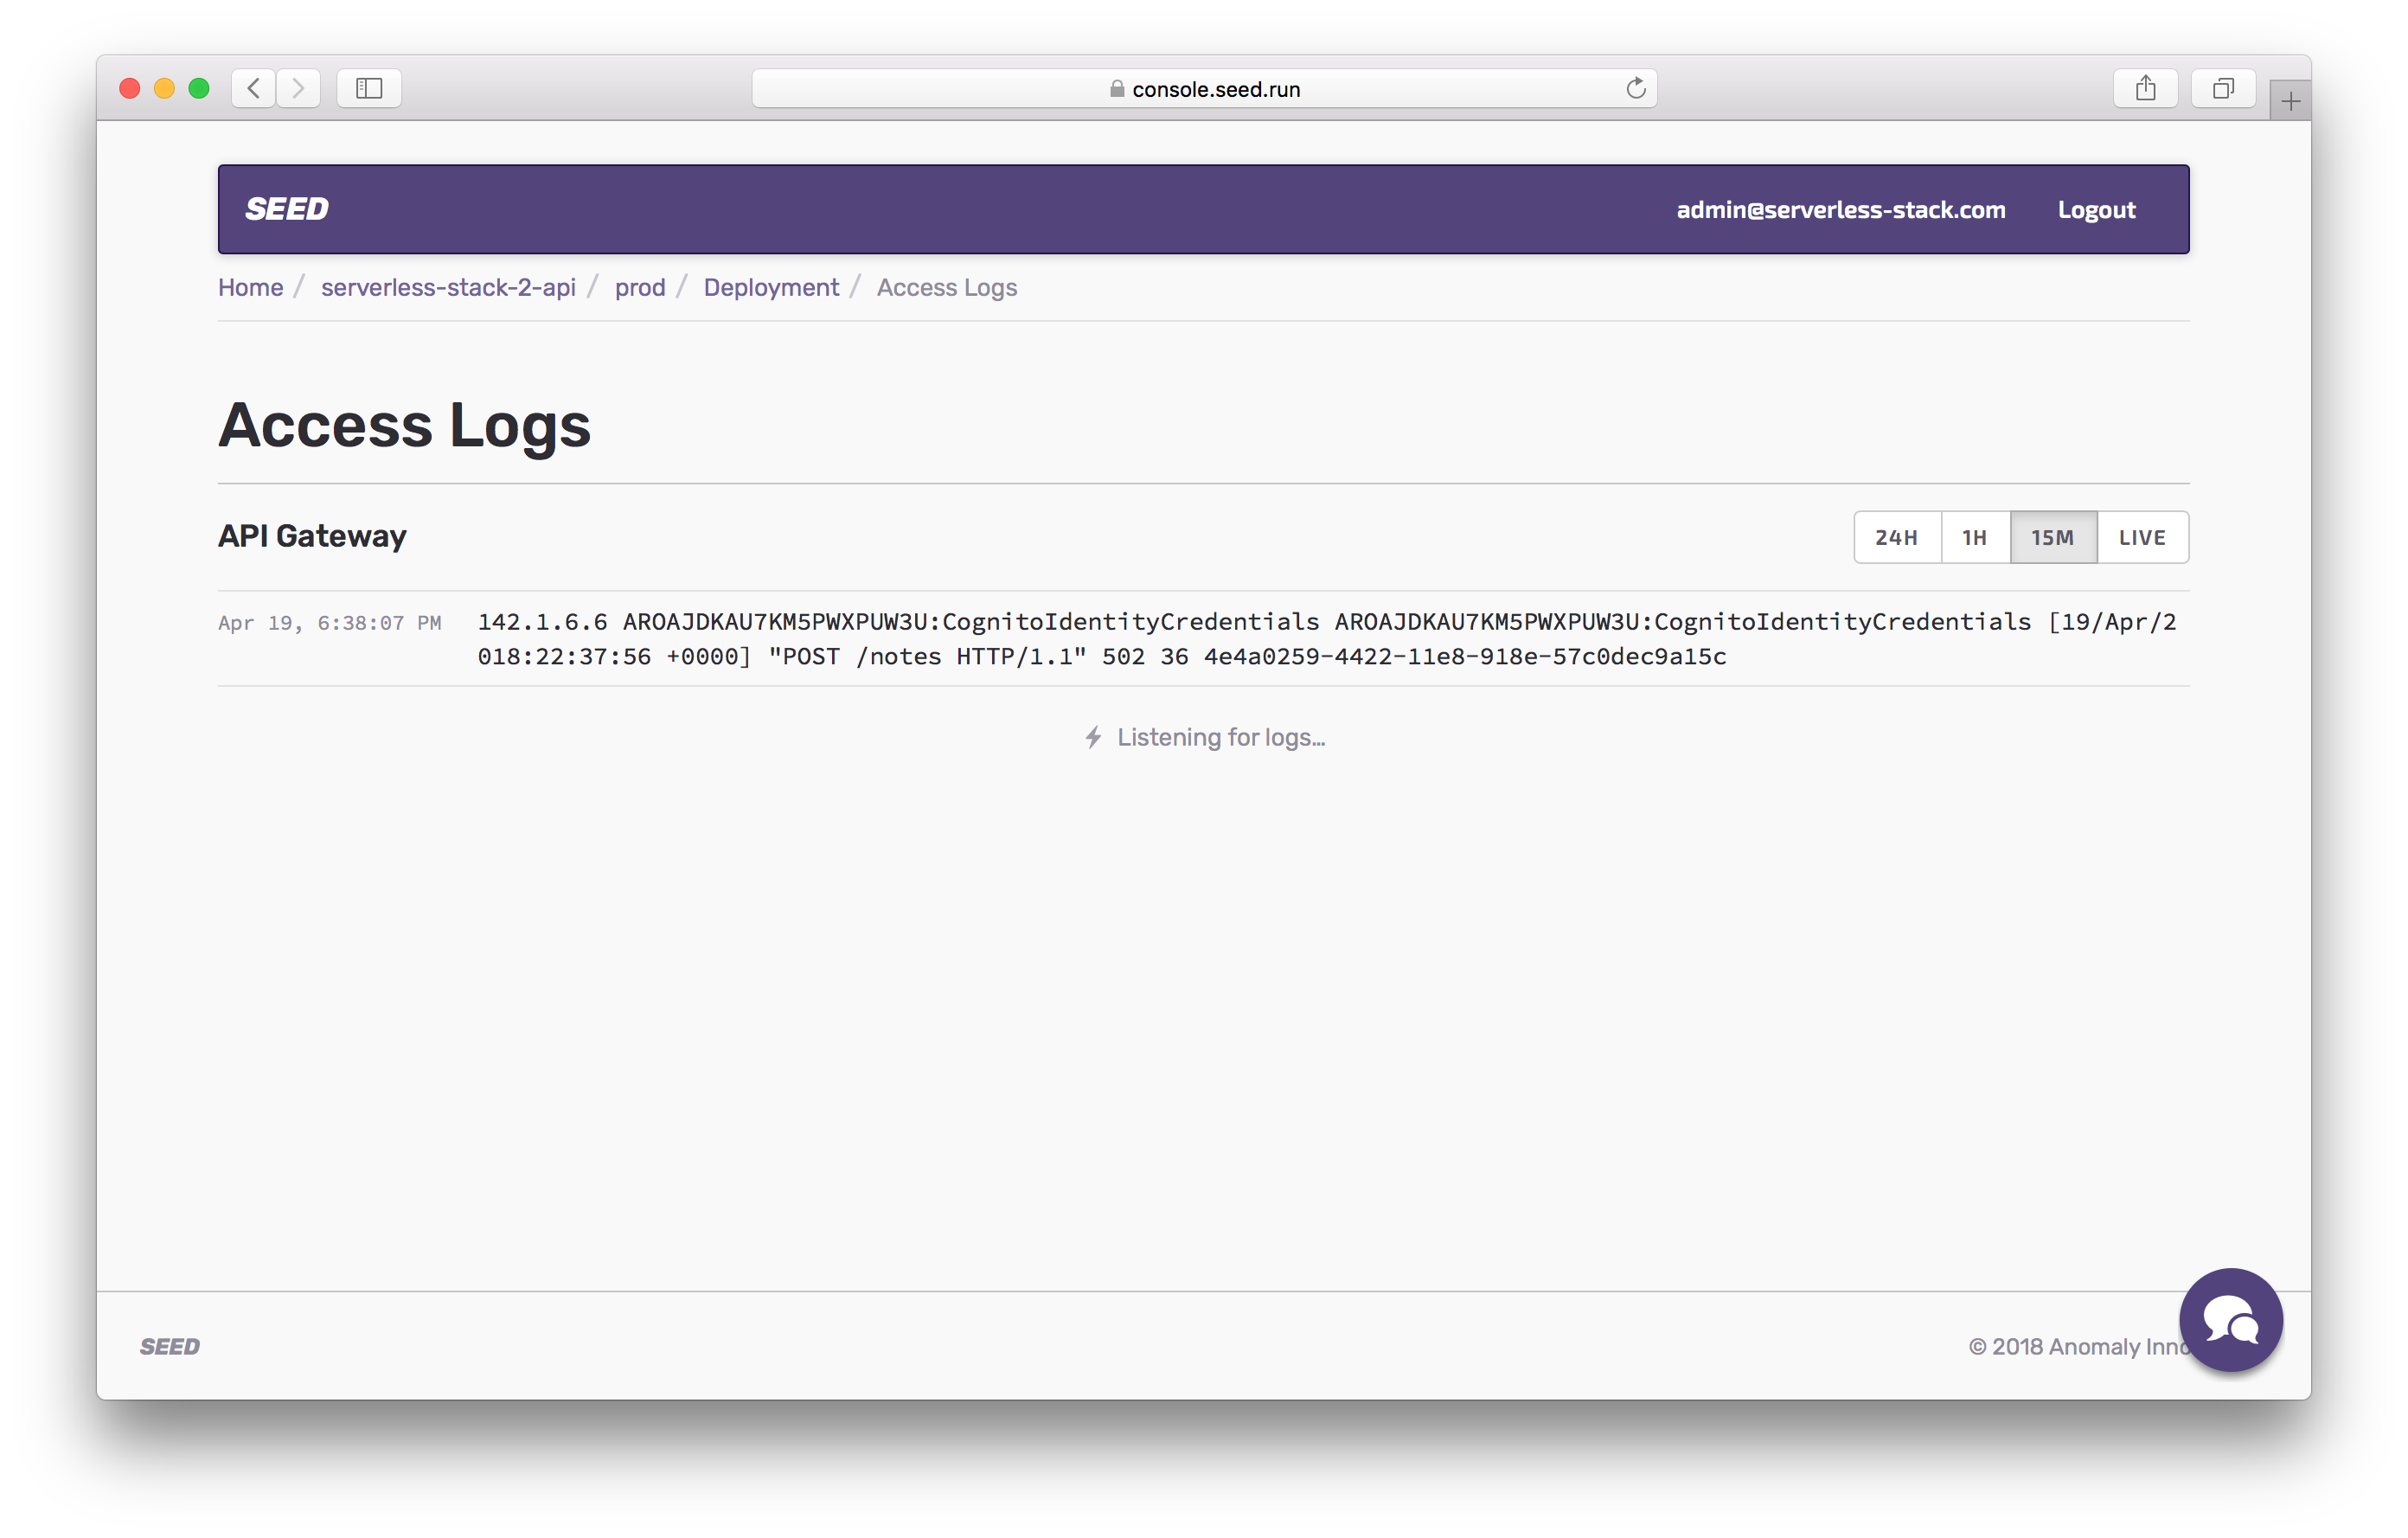 console.seed.run
SEED admin@serverless-stack.com Logout
Home / serverless-stack-2-api / prod / Deployment / Access Logs
Access Logs
API Gateway 24H 1H 15M LIVE
Apr 19, 6:38:07 PM 142.1.6.6 AROAJDKAU7KM5PWXPUW3U:CognitoIdentityCredentials AROAJDKAU7KM5PWXPUW3U:CognitoIdentityCredentials [19/Apr/2
018:22:37:56 +0000] "POST /notes HTTP/1.1" 502 36 4e4a0259-4422-11e8-918e-57c0dec9a15c
Listening for logs...
SEED © 2018 Anomaly